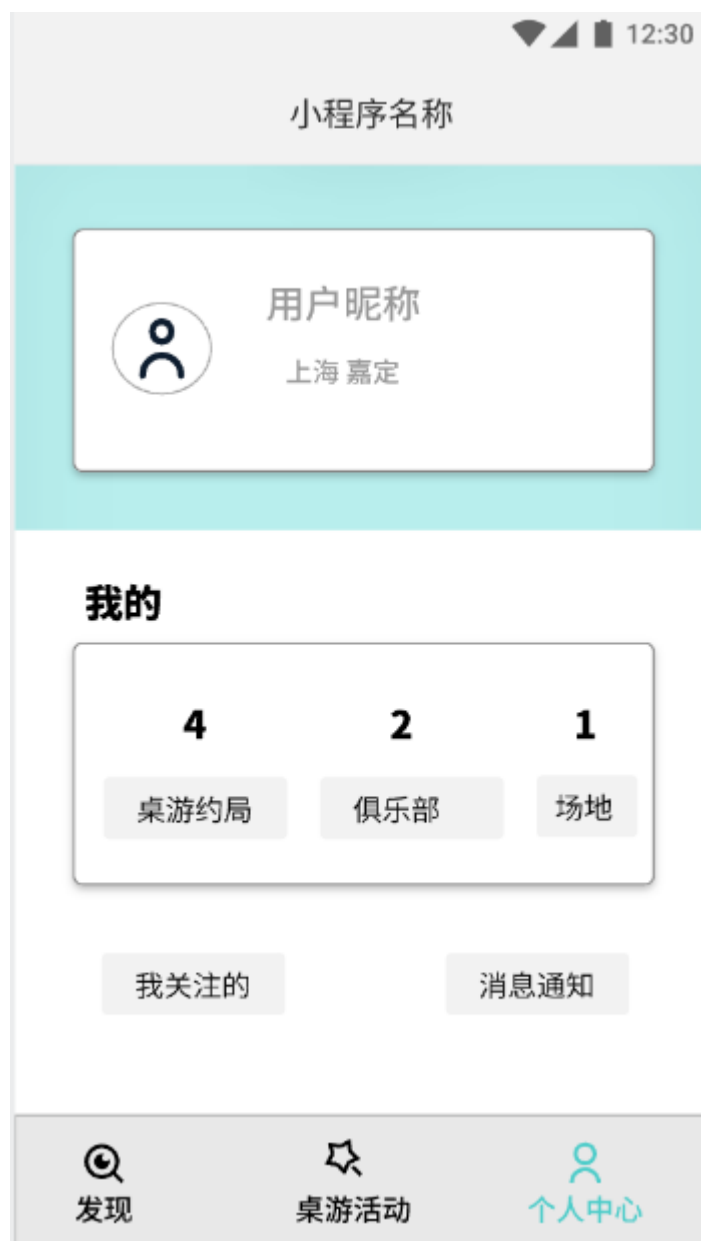 12:30
小程序名称
用户昵称
上海 嘉定
我的
4 2 1
桌游约局 俱乐部 场地
我关注的 消息通知
发现 桌游活动 个人中心